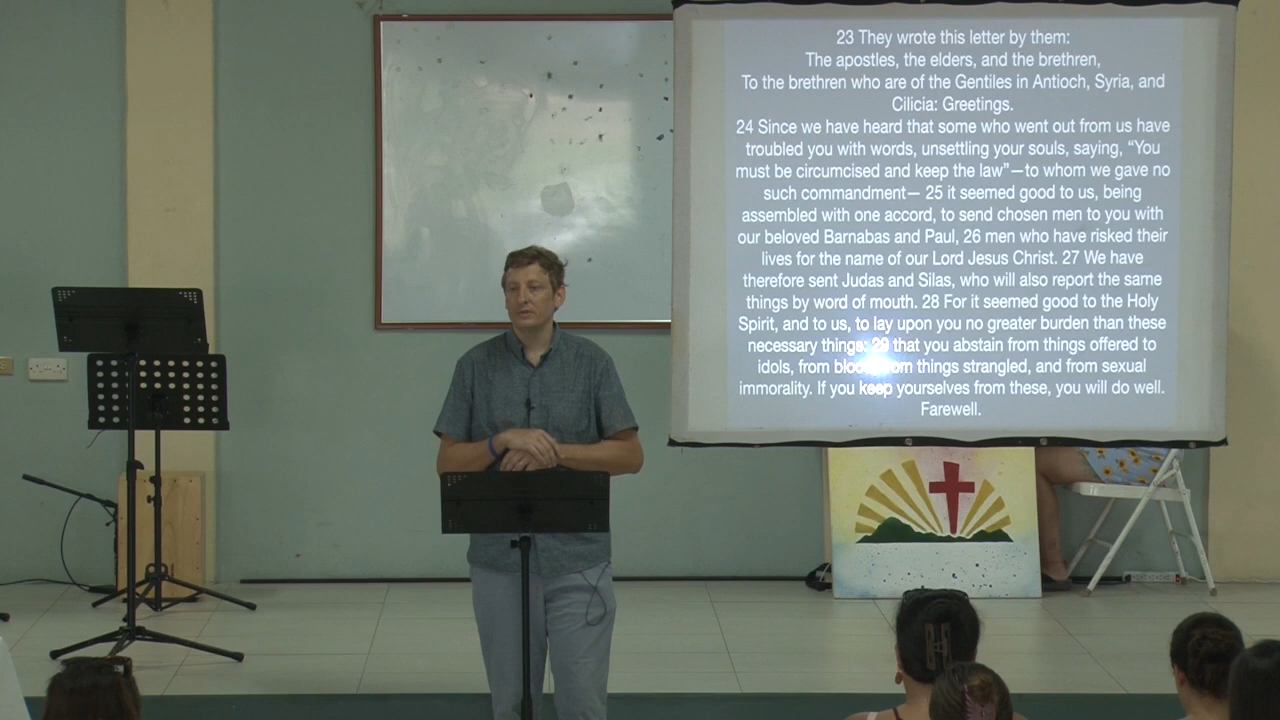 23 They wrote this letter by them:
The apostles, the elders, and the brethren,
To the brethren who are of the Gentiles in Antioch, Syria, and
Cilicia: Greetings.
24 Since we have heard that some who went out from us have
troubled you with words, unsettling your souls, saying, “You
must be circumcised and keep the law”—to whom we gave no
such commandment— 25 it seemed good to us, being
assembled with one accord, to send chosen men to you with
our beloved Barnabas and Paul, 26 men who have risked their
lives for the name of our Lord Jesus Christ. 27 We have
therefore sent Judas and Silas, who will also report the same
things by word of mouth. 28 For it seemed good to the Holy
Spirit, and to us, to lay upon you no greater burden than these
necessary things: 29 that you abstain from things offered to
idols, from blood, from things strangled, and from sexual
immorality. If you keep yourselves from these, you will do well.
Farewell.